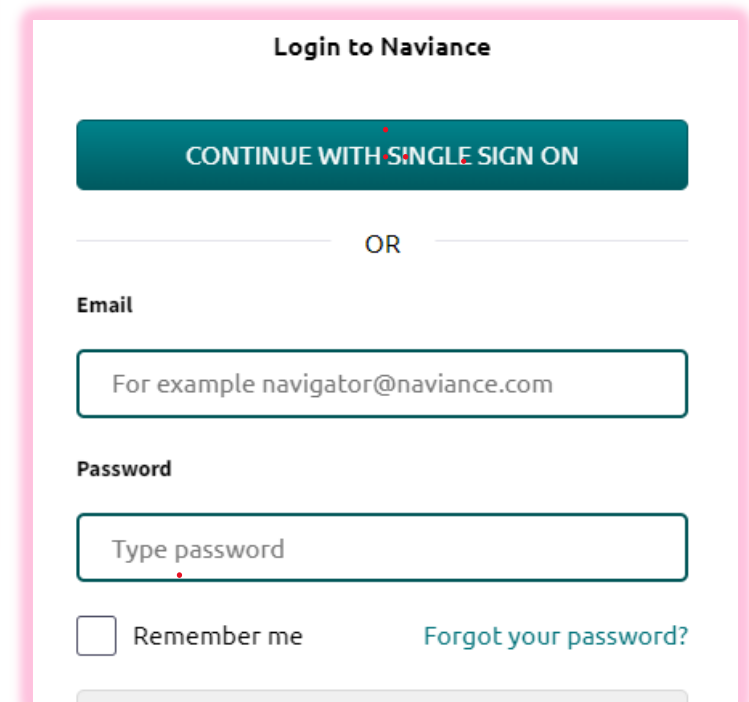 Login to Naviance
CONTINUE WITH SINGLE SIGN ON
OR
Email
For example navigator@naviance.com
Password
Type password
Remember me
Forgot your password?